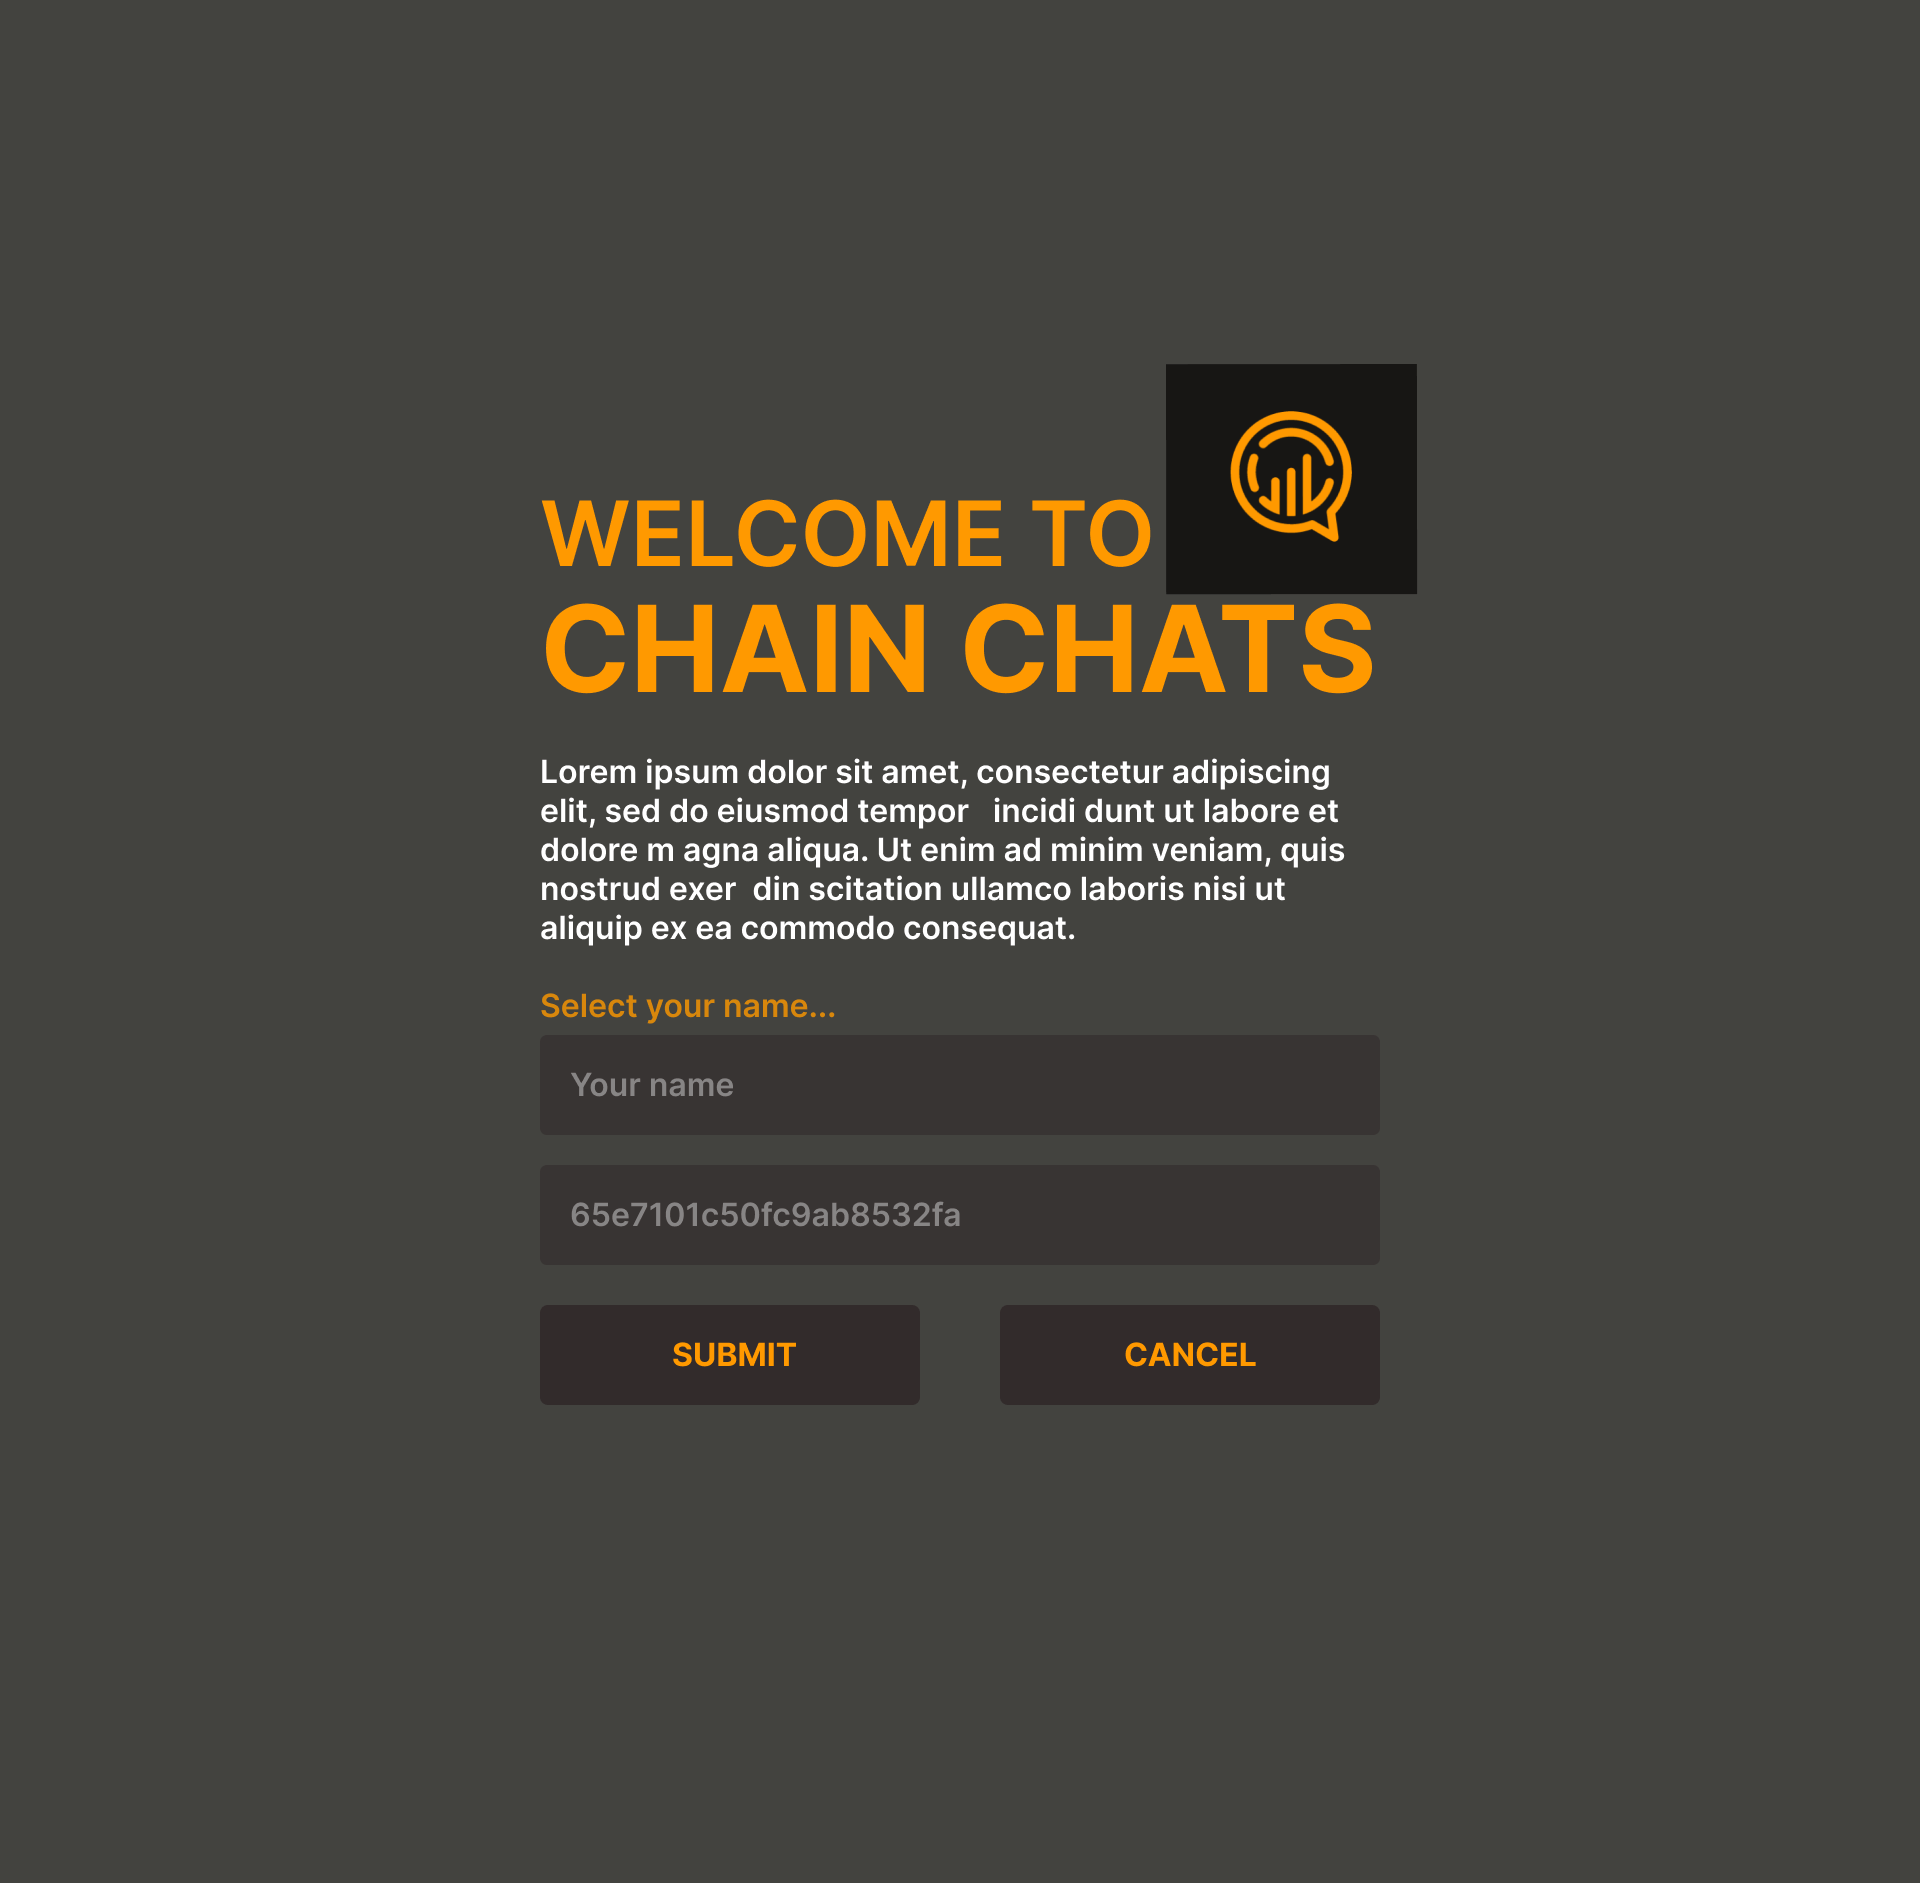 WELCOME TO
CHAIN CHATS
Lorem ipsum dolor sit amet, consectetur adipiscing
elit, sed do eiusmod tempor   incidi dunt ut labore et
dolore m agna aliqua. Ut enim ad minim veniam, quis
nostrud exer  din scitation ullamco laboris nisi ut
aliquip ex ea commodo consequat.
Select your name...
Your name
65e7101c50fc9ab8532fa
SUBMIT
CANCEL